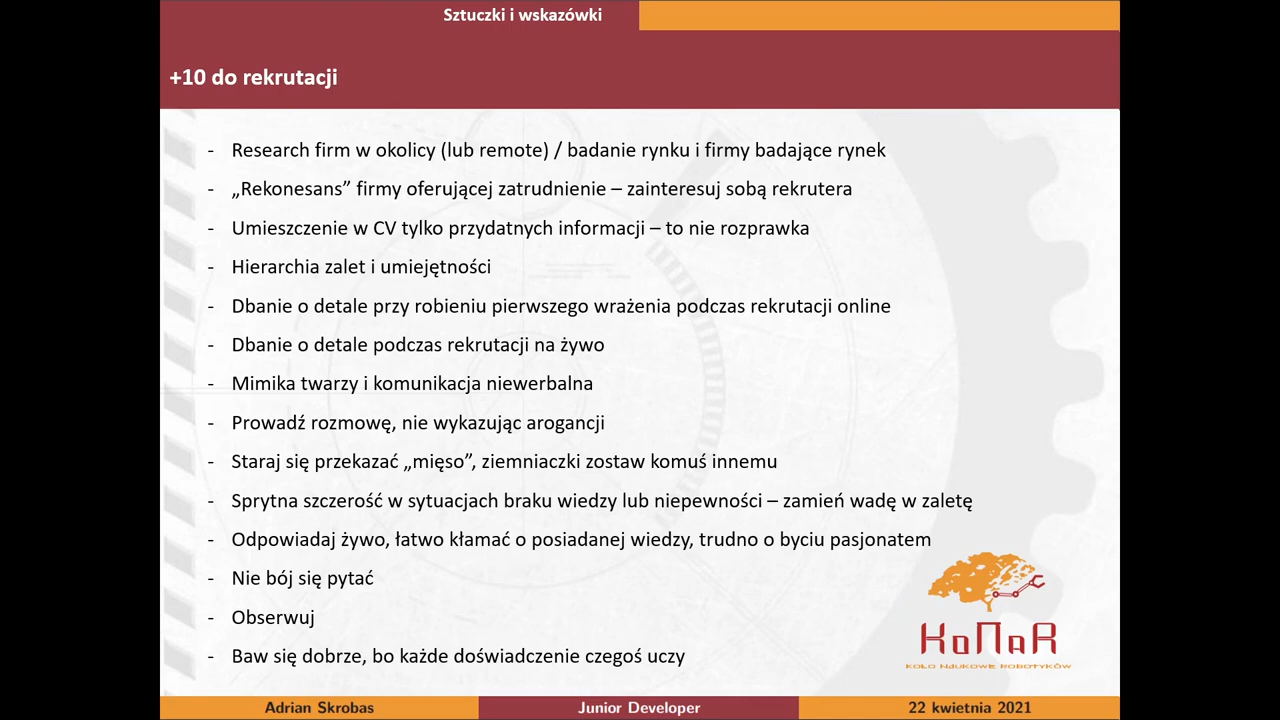 Sztuczki i wskazówki
+10 do rekrutacji
- Research firm w okolicy (lub remote) / badanie rynku i firmy badające rynek
- „Rekonesans” firmy oferującej zatrudnienie – zainteresuj sobą rekrutera
- Umieszczenie w CV tylko przydatnych informacji – to nie rozprawka
- Hierarchia zalet i umiejętności
- Dbanie o detale przy robieniu pierwszego wrażenia podczas rekrutacji online
- Dbanie o detale podczas rekrutacji na żywo
- Mimika twarzy i komunikacja niewerbalna
- Prowadź rozmowę, nie wykazując arogancji
- Staraj się przekazać „mięso”, ziemniaczki zostaw komuś innemu
- Sprytna szczerość w sytuacjach braku wiedzy lub niepewności – zamień wadę w zaletę
- Odpowiadaj żywo, łatwo kłamać o posiadanej wiedzy, trudno o byciu pasjonatem
- Nie bój się pytać
- Obserwuj
- Baw się dobrze, bo każde doświadczenie czegoś uczy
KoNaR
KOŁO NAUKOWE ROBOTYKÓW
Adrian Skrobas
Junior Developer
22 kwietnia 2021